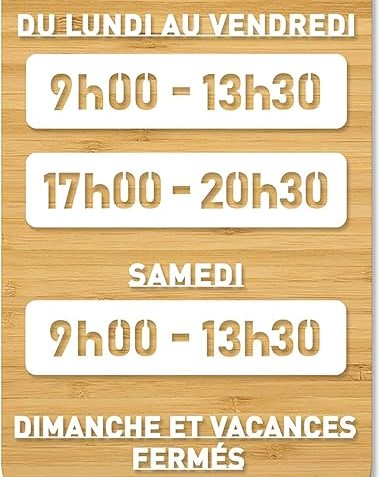 DU LUNDI AU VENDREDI
9h00 - 13h30
17h00 - 20h30
SAMEDI
9h00 - 13h30
DIMANCHE ET VACANCES
FERMÉS